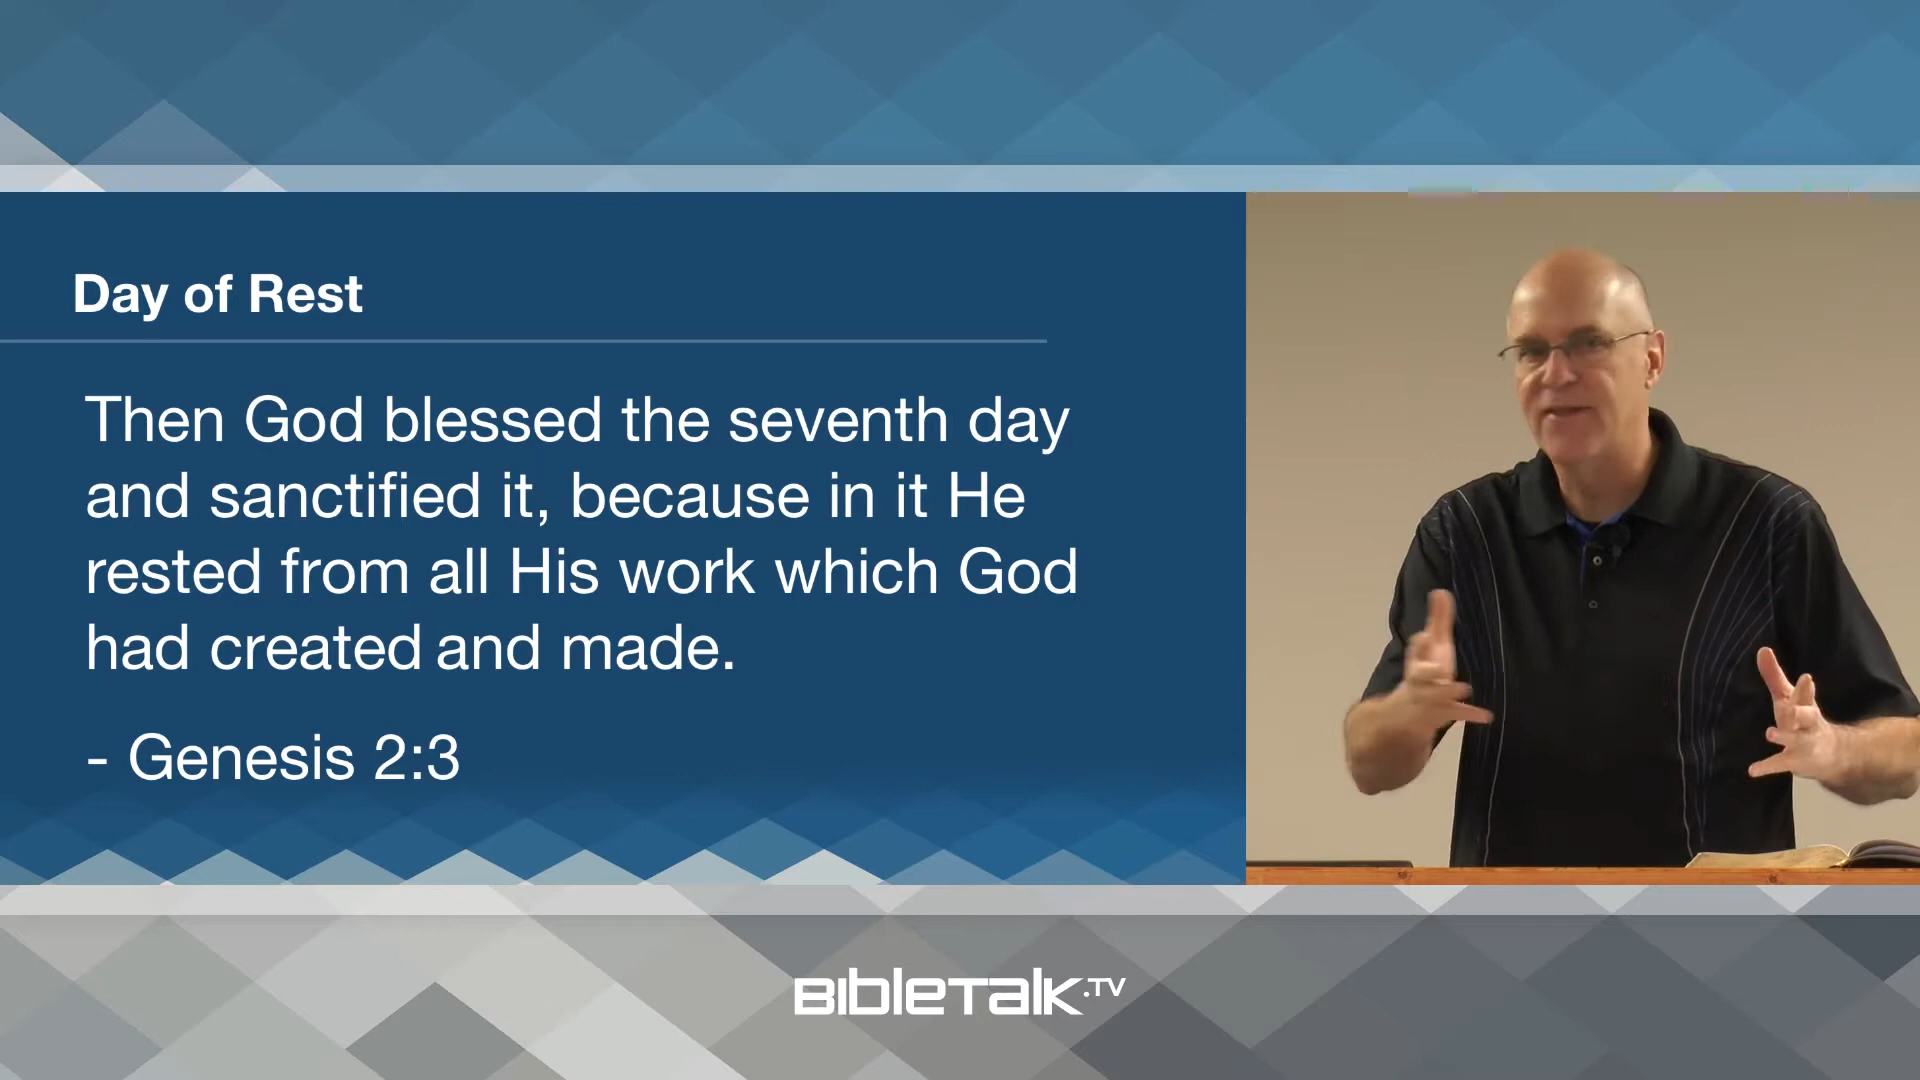 Day of Rest
Then God blessed the seventh day
and sanctified it, because in it He
rested from all His work which God
had created and made.
- Genesis 2:3
BIBLETALK.TV